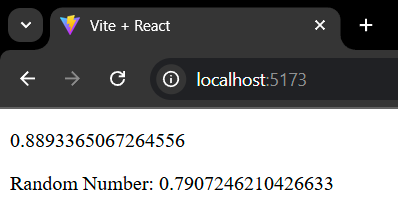 Vite + React
localhost:5173
0.8893365067264556
Random Number: 0.7907246210426633